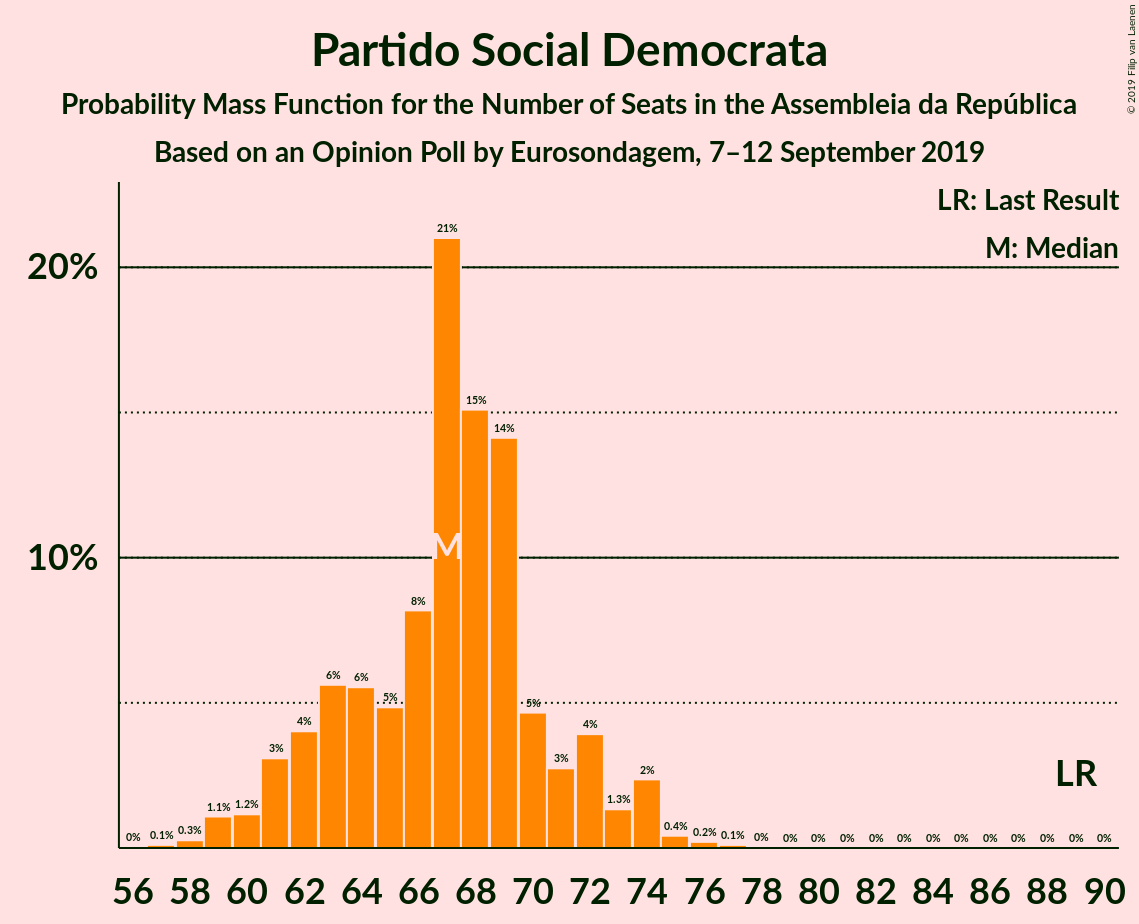 Partido Social Democrata
Probability Mass Function for the Number of Seats in the Assembleia da República
Based on an Opinion Poll by Eurosondagem, 7–12 September 2019
© 2019 Filip van Laenen
LR: Last Result
M: Median
20%
10%
0% 0.1% 0.3% 1.1% 1.2% 3% 4% 6% 6% 5% 8% 21% 15% 14% 5% 3% 4% 1.3% 2% 0.4% 0.2% 0.1% 0% 0% 0% 0% 0% 0% 0% 0% 0% 0% 0% 0% 0%
M
LR
56 58 60 62 64 66 68 70 72 74 76 78 80 82 84 86 88 90